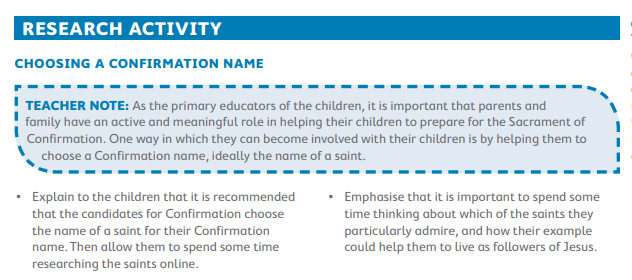 RESEARCH ACTIVITY
CHOOSING A CONFIRMATION NAME
TEACHER NOTE: As the primary educators of the children, it is important that parents and
family have an active and meaningful role in helping their children to prepare for the Sacrament of
Confirmation. One way in which they can become involved with their children is by helping them to
choose a Confirmation name, ideally the name of a saint.
• Explain to the children that it is recommended
that the candidates for Confirmation choose
the name of a saint for their Confirmation
name. Then allow them to spend some time
researching the saints online.
• Emphasise that it is important to spend some
time thinking about which of the saints they
particularly admire, and how their example
could help them to live as followers of Jesus.